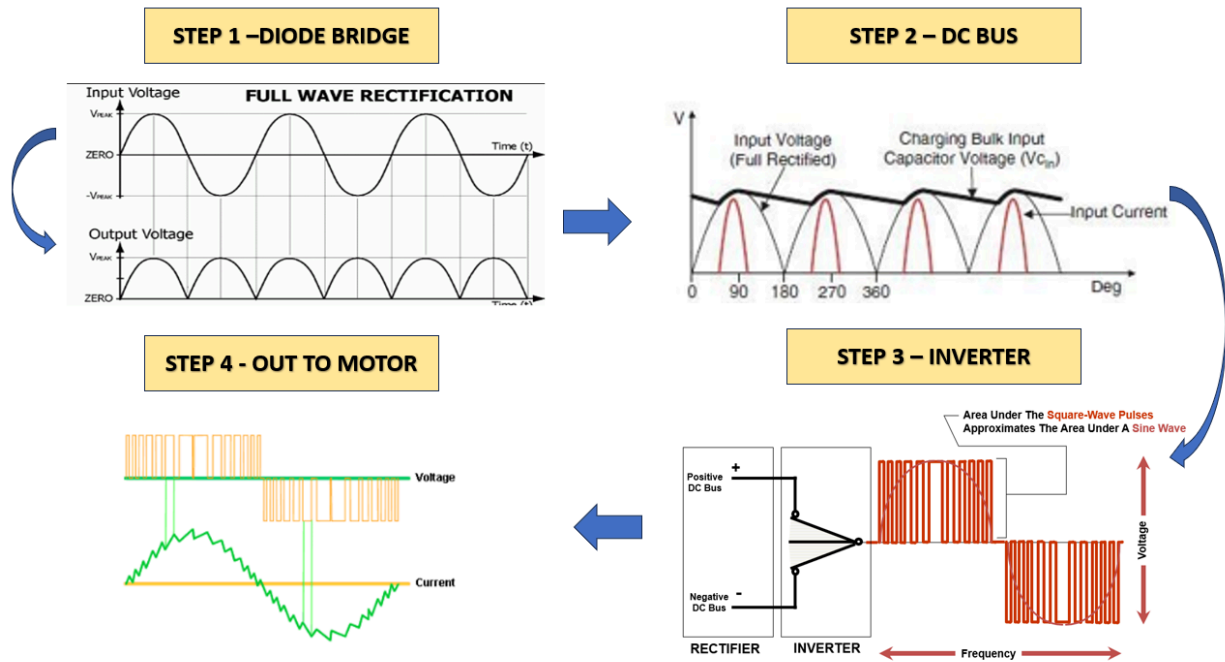 STEP 1 –DIODE BRIDGE
Input Voltage
FULL WAVE RECTIFICATION
VPEAK
ZERO
Time (t)
-VPEAK
Output Voltage
VPEAK
ZERO
Time (t)
STEP 2 – DC BUS
V
Input Voltage
(Full Rectified)
Charging Bulk Input
Capacitor Voltage (Vcin)
Input Current
0 90 180 270 360
Deg
STEP 4 - OUT TO MOTOR
Voltage
Current
STEP 3 – INVERTER
Area Under The Square-Wave Pulses
Approximates The Area Under A Sine Wave
+
Positive
DC Bus
Negative
DC Bus
-
Voltage
RECTIFIER
INVERTER
Frequency